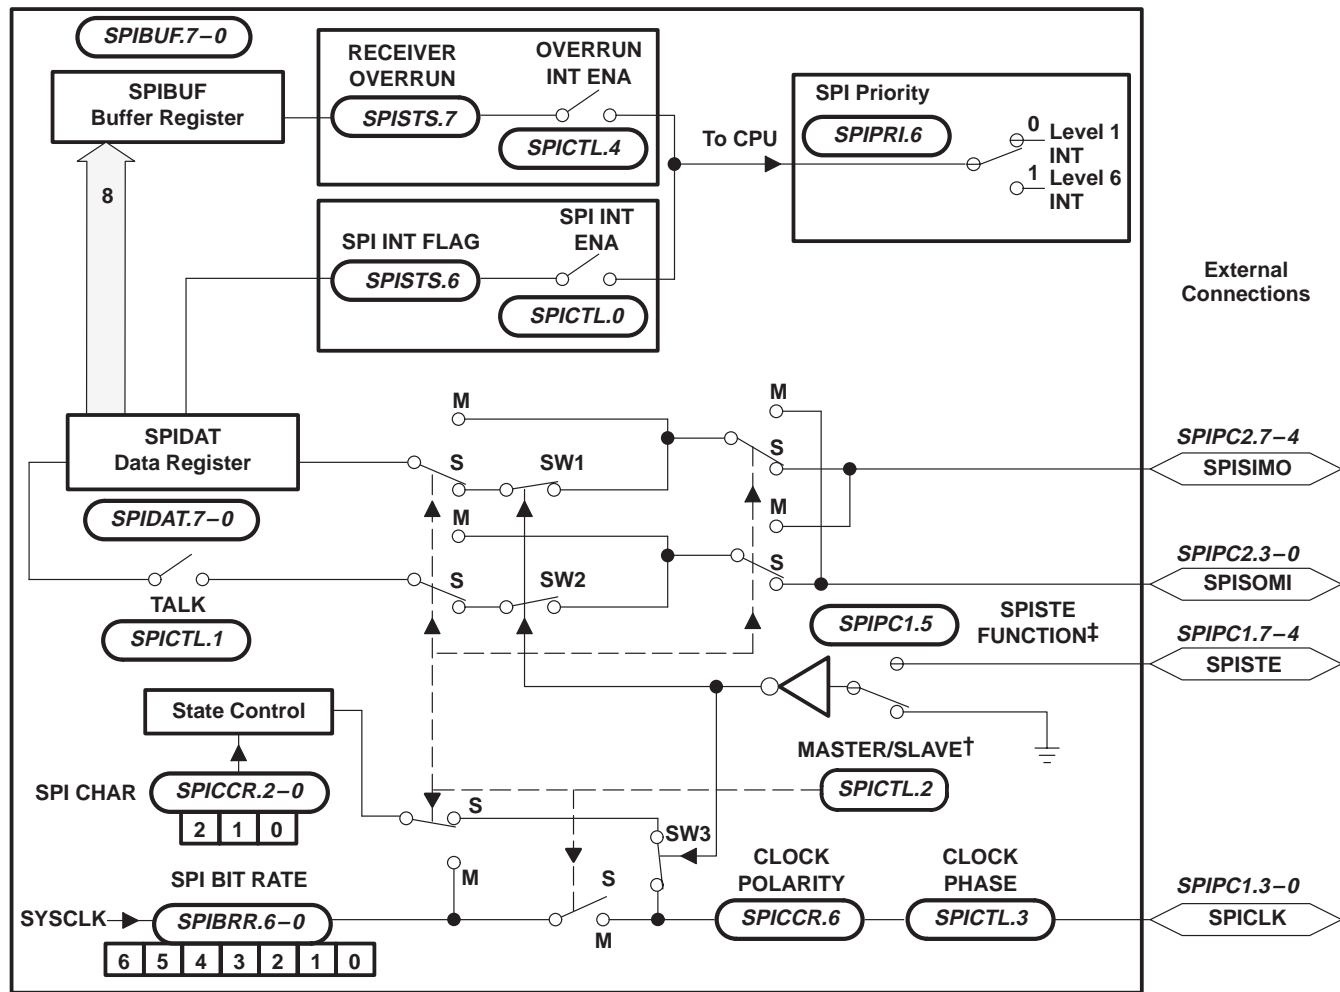 SPIBUF.7–0
SPIBUF
Buffer Register
8
RECEIVER
OVERRUN
SPISTS.7
OVERRUN
INT ENA
SPICTL.4
To CPU
SPI Priority
SPIPRI.6
0
Level 1
INT
1
Level 6
INT
SPI INT FLAG
SPISTS.6
SPI INT
ENA
SPICTL.0
External
Connections
SPIDAT
Data Register
SPIDAT.7–0
M
S
SW1
M
S
SPIPC2.7–4
SPISIMO
TALK
SPICTL.1
M
S
SW2
M
S
SPIPC2.3–0
SPISOMI
SPIPC1.5
SPISTE
FUNCTION‡
SPIPC1.7–4
SPISTE
State Control
MASTER/SLAVE†
SPICTL.2
SPI CHAR
SPICCR.2–0
2 1 0
S
M
SW3
SPI BIT RATE
SYSCLK
SPIBRR.6–0
6 5 4 3 2 1 0
S
M
CLOCK
POLARITY
SPICCR.6
CLOCK
PHASE
SPICTL.3
SPIPC1.3–0
SPICLK